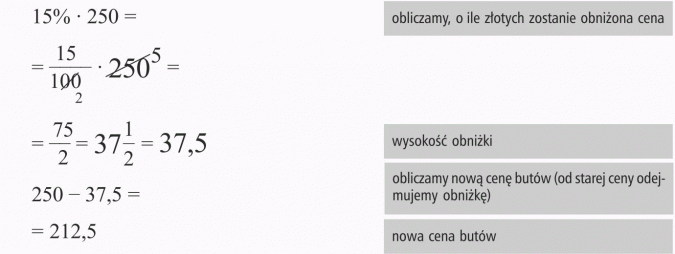 15% · 250 =
obliczamy, o ile złotych zostanie obniżona cena
= 15/100 2 · 250 5 =
= 75/2 = 37 1/2 = 37,5
wysokość obniżki
250 − 37,5 =
obliczamy nową cenę butów (od starej ceny odej-
mujemy obniżkę)
= 212,5
nowa cena butów